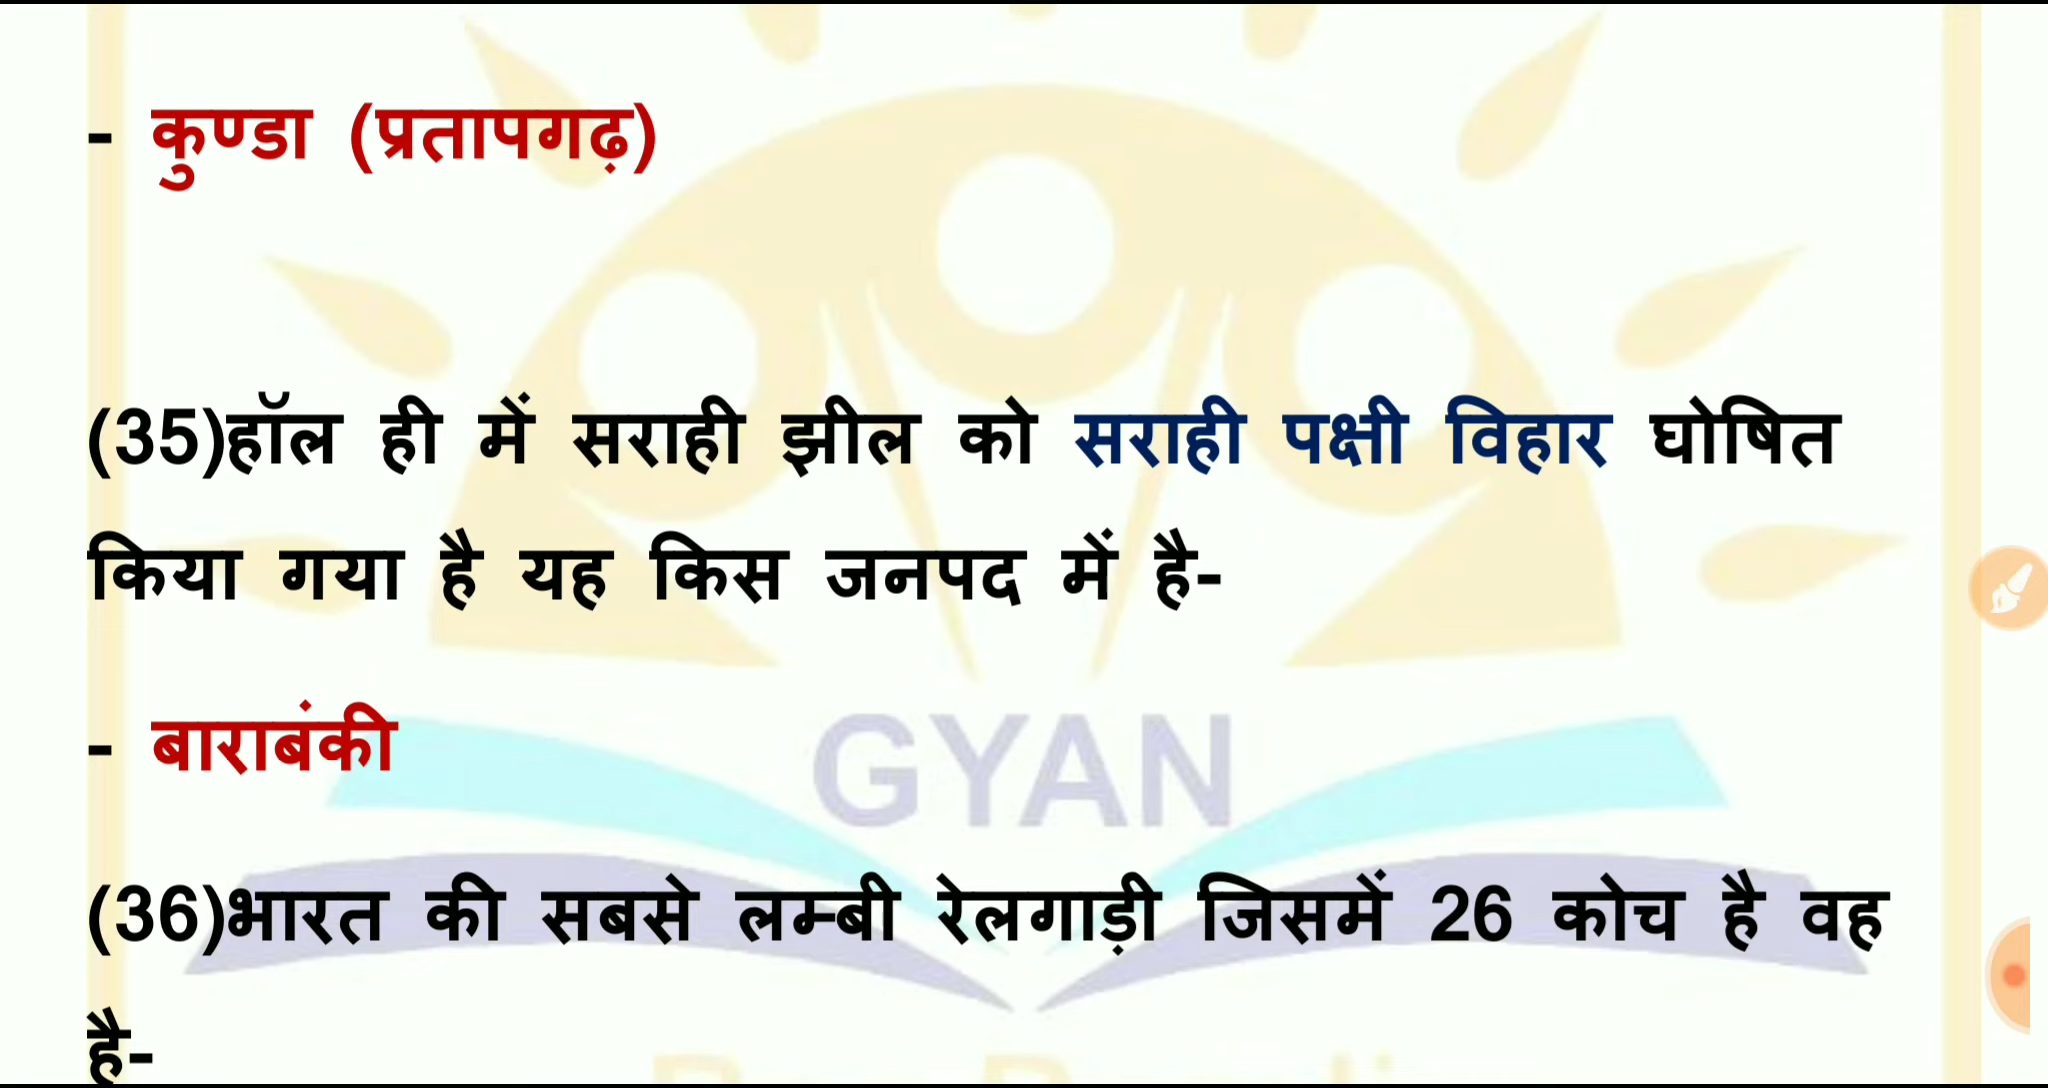 - कुण्डा (प्रतापगढ़)
(35)हॉल ही में सराही झील को सराही पक्षी विहार घोषित
किया गया है यह किस जनपद में है-
- बाराबंकी
GYAN
(36)भारत की सबसे लम्बी रेलगाड़ी जिसमें 26 कोच है वह
है-